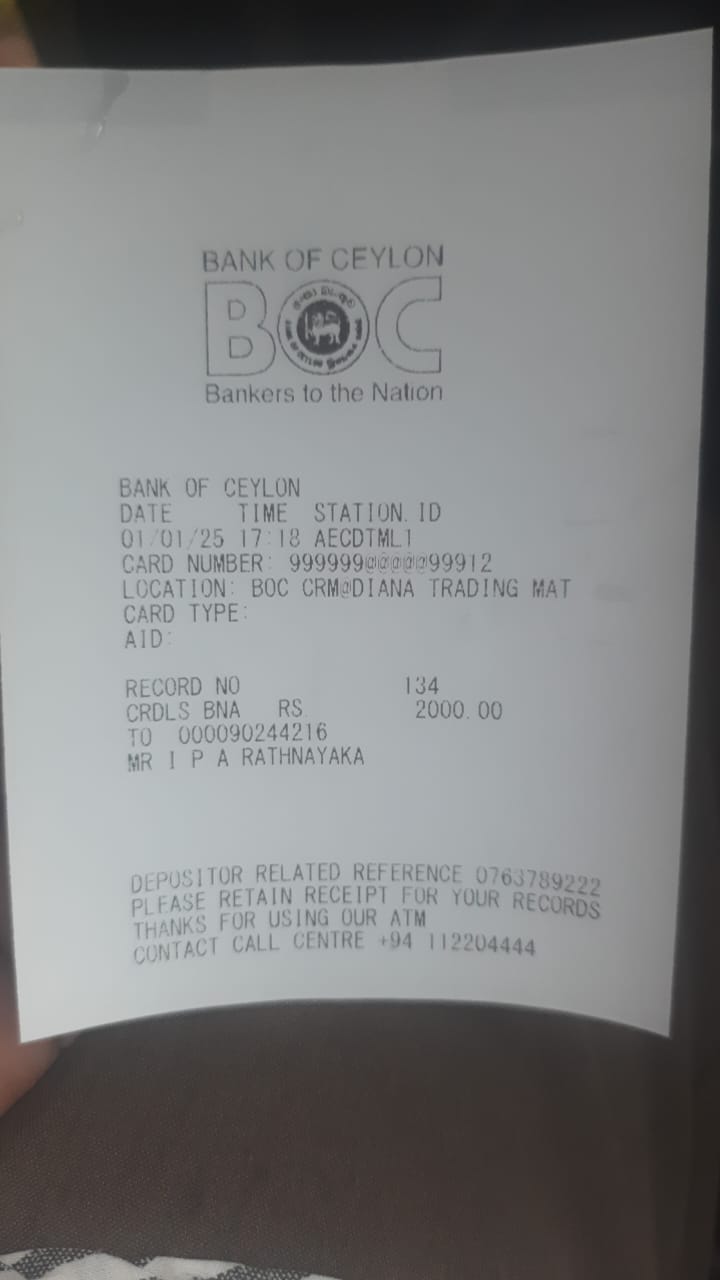 BANK OF CEYLON
BOC
Bankers to the Nation
BANK OF CEYLON
DATE TIME STATION.ID
01/01/25 17:18 AECDTML1
CARD NUMBER: 999999@@@@@99912
LOCATION: BOC CRM@DIANA TRADING MAT
CARD TYPE:
AID:
RECORD NO 134
CRDLS BNA RS. 2000.00
TO 000090244216
MR I P A RATHNAYAKA
DEPOSITOR RELATED REFERENCE 0763789222
PLEASE RETAIN RECEIPT FOR YOUR RECORDS
THANKS FOR USING OUR ATM
CONTACT CALL CENTRE +94 112204444